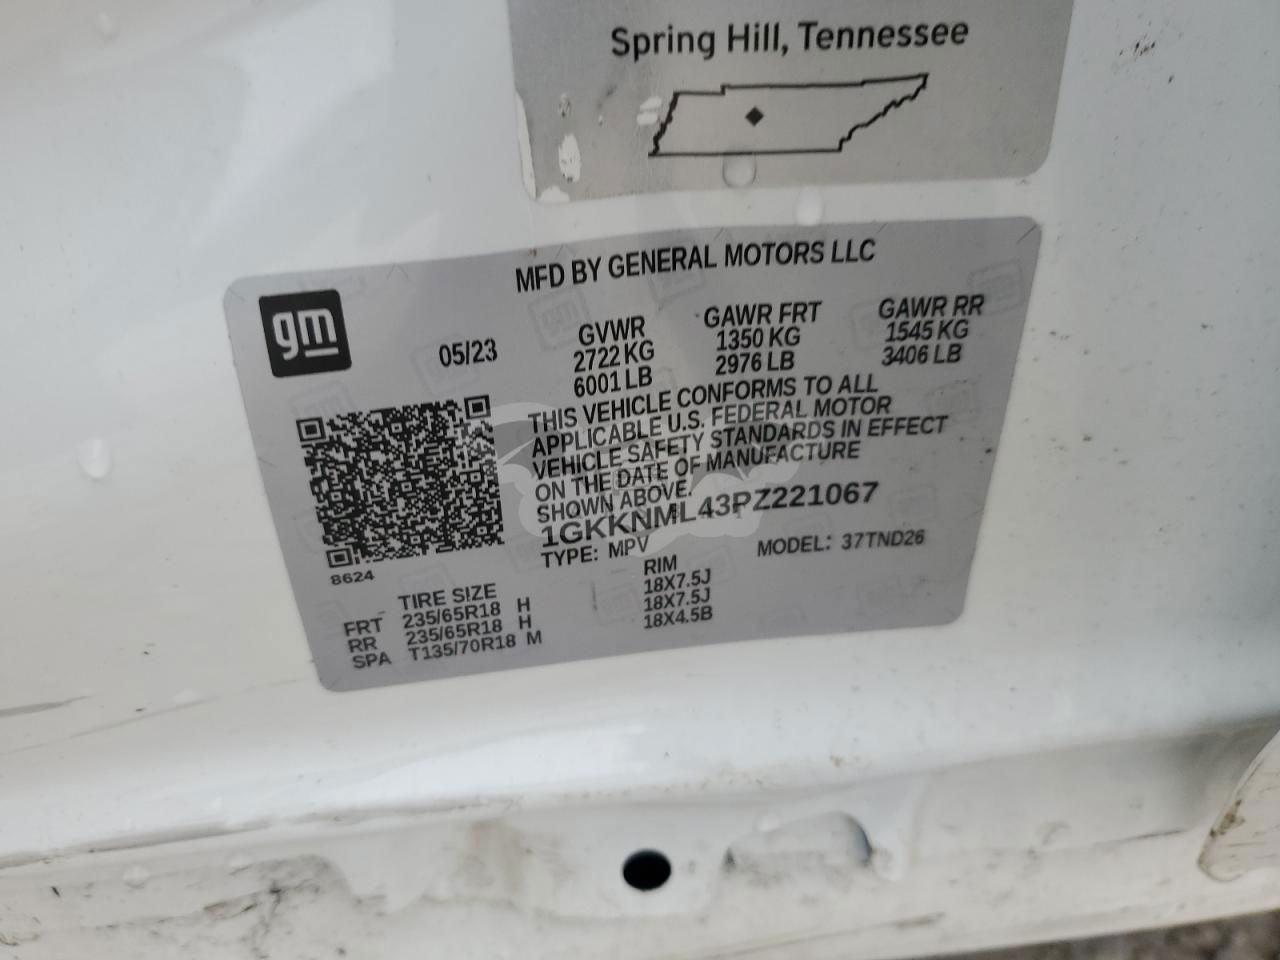 Spring Hill, Tennessee
MFD BY GENERAL MOTORS LLC
gm
05/23
GVWR
2722 KG
6001 LB
GAWR FRT
1350 KG
2976 LB
GAWR RR
1545 KG
3406 LB
THIS VEHICLE CONFORMS TO ALL
APPLICABLE U.S. FEDERAL MOTOR
VEHICLE SAFETY STANDARDS IN EFFECT
ON THE DATE OF MANUFACTURE
SHOWN ABOVE.
1GKKNML43PZ221067
TYPE: MPV MODEL: 37TND26
8624
TIRE SIZE RIM
FRT 235/65R18 H 18X7.5J
RR 235/65R18 H 18X7.5J
SPA T135/70R18 M 18X4.5B